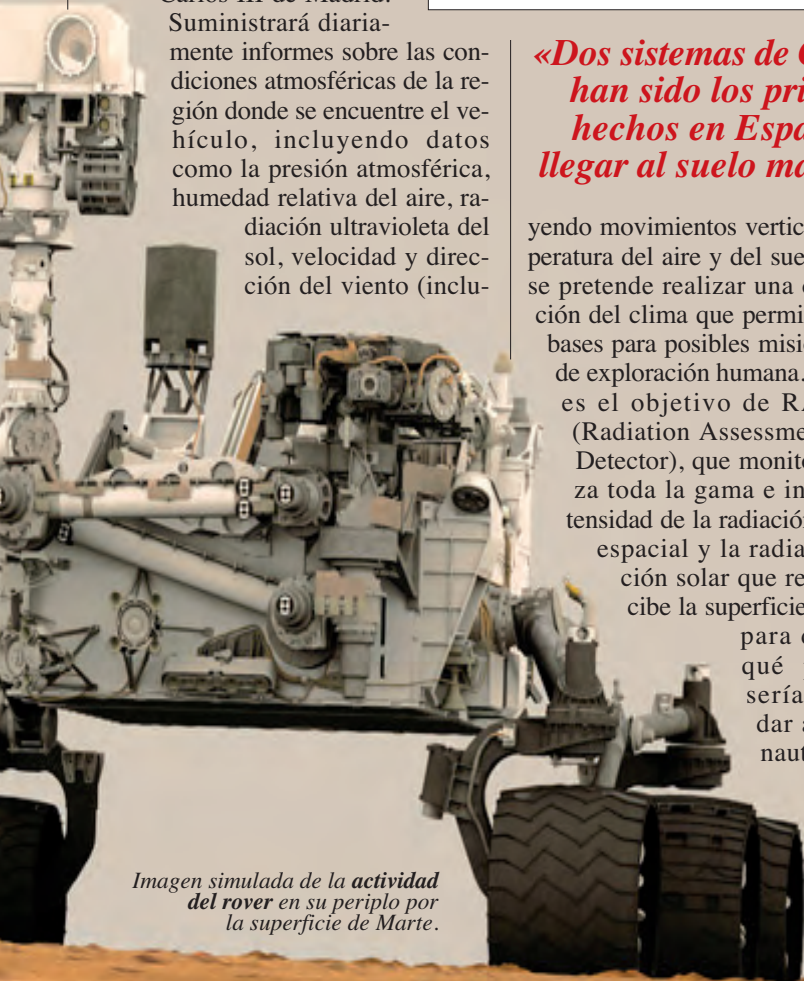 Carlos III de Madrid.
Suministrará diaria-
mente informes sobre las con-
diciones atmosféricas de la re-
gión donde se encuentre el ve-
hículo, incluyendo datos
como la presión atmosférica,
humedad relativa del aire, ra-
diación ultravioleta del
sol, velocidad y direc-
ción del viento (inclu-
«Dos sistemas de
han sido los pri
hechos en Espa
llegar al suelo ma
yendo movimientos vertic
peratura del aire y del sue
se pretende realizar una
ción del clima que permi
bases para posibles misi
de exploración humana.
es el objetivo de RA
(Radiation Assessme
Detector), que monito
za toda la gama e in
tensidad de la radiación
espacial y la radia
ción solar que re
cibe la superficie
para
qué
sería
dar a
naut
Imagen simulada de la actividad
del rover en su periplo por
la superficie de Marte.